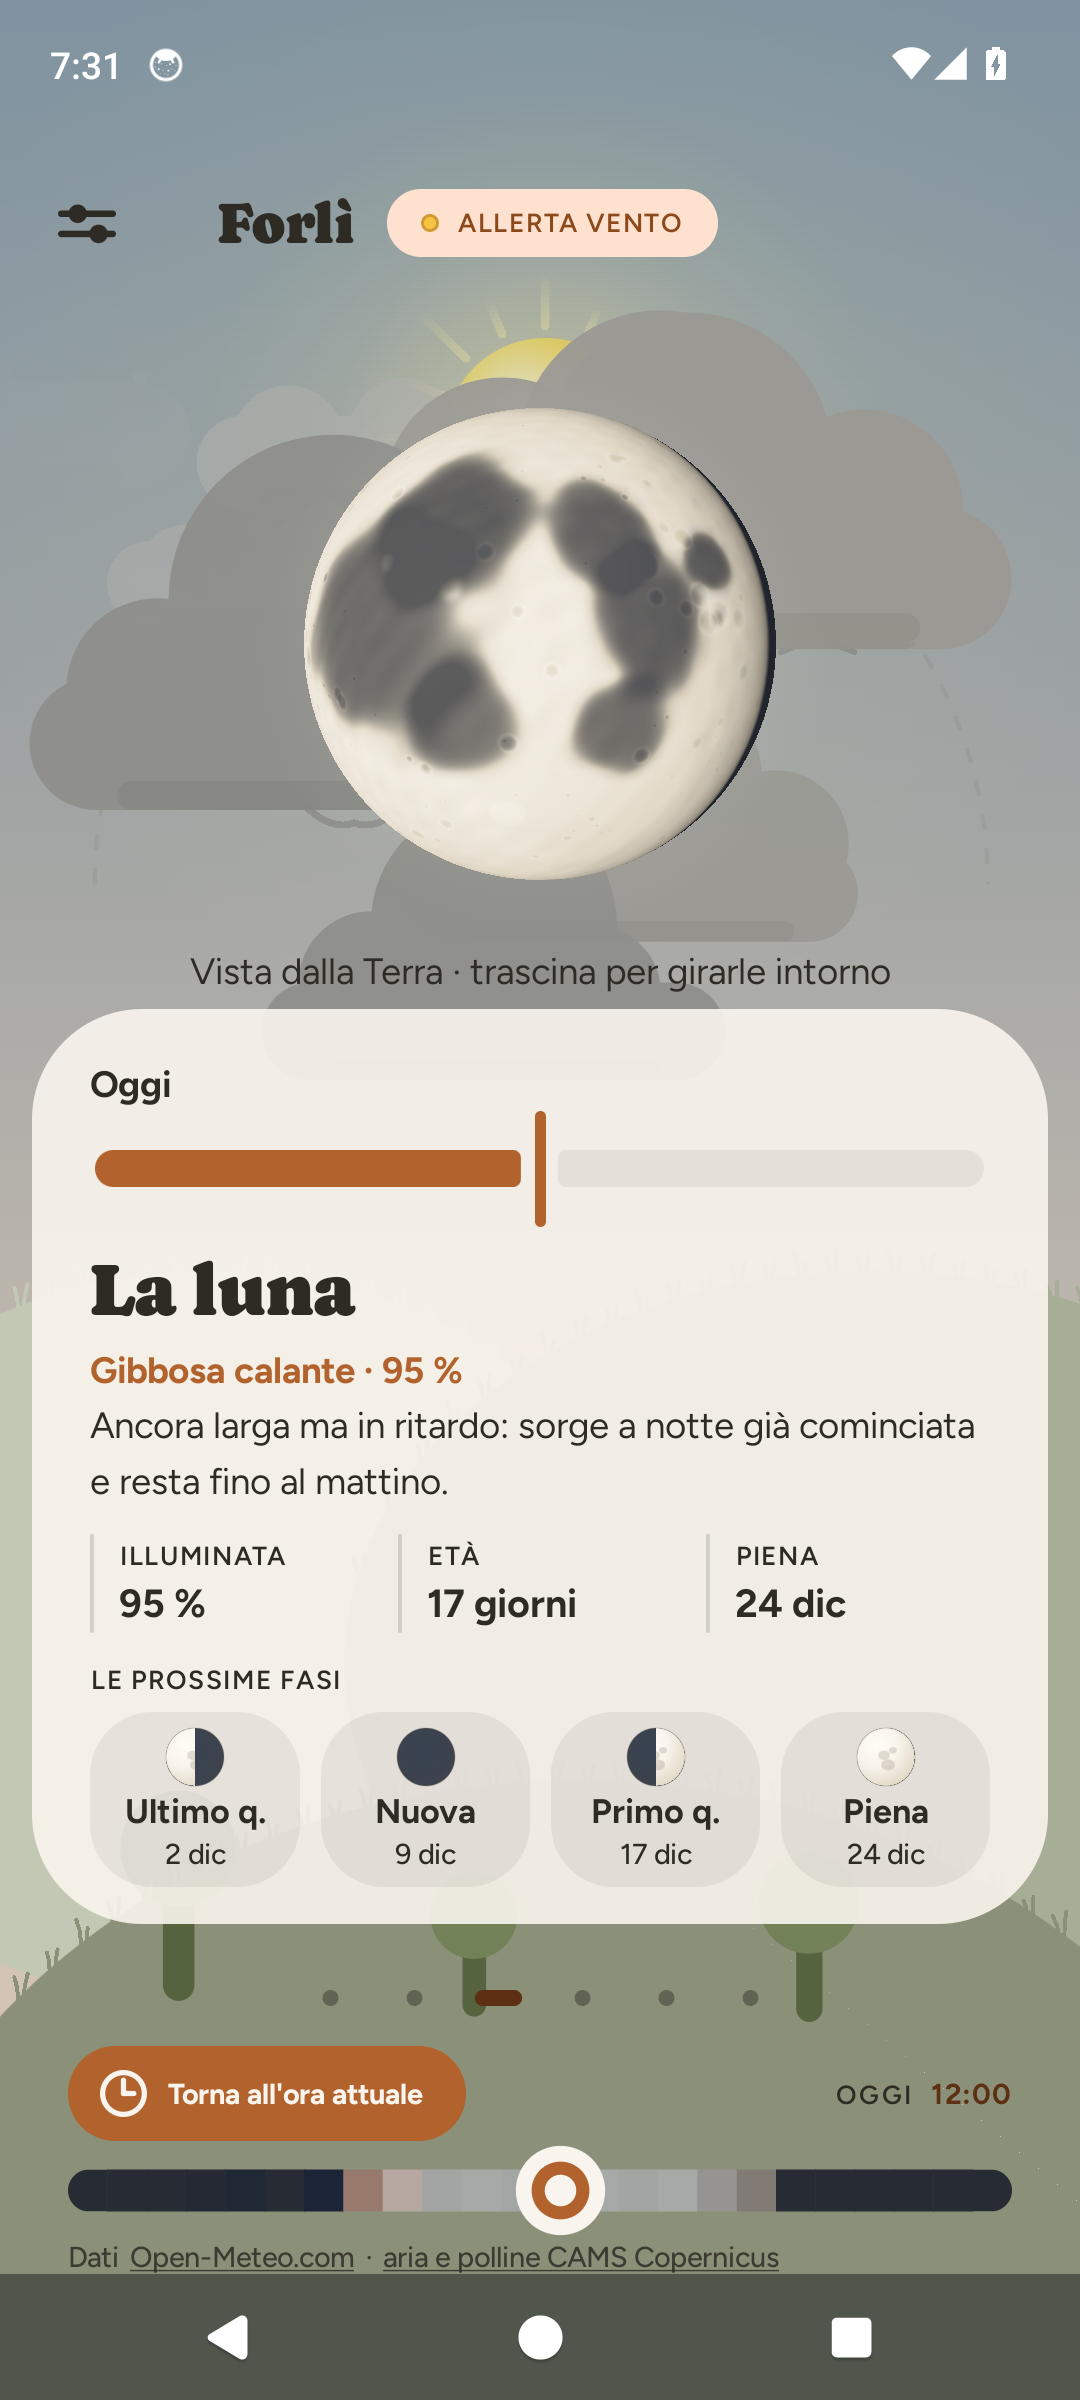 7:31
Forlì
ALLERTA VENTO
Vista dalla Terra · trascina per girarle intorno
Oggi
La luna
Gibbosa calante · 95 %
Ancora larga ma in ritardo: sorge a notte già cominciata
e resta fino al mattino.
ILLUMINATA ETÀ PIENA
95 % 17 giorni 24 dic
LE PROSSIME FASI
Ultimo q. Nuova Primo q. Piena
2 dic 9 dic 17 dic 24 dic
Torna all'ora attuale OGGI 12:00
Dati Open-Meteo.com · aria e polline CAMS Copernicus